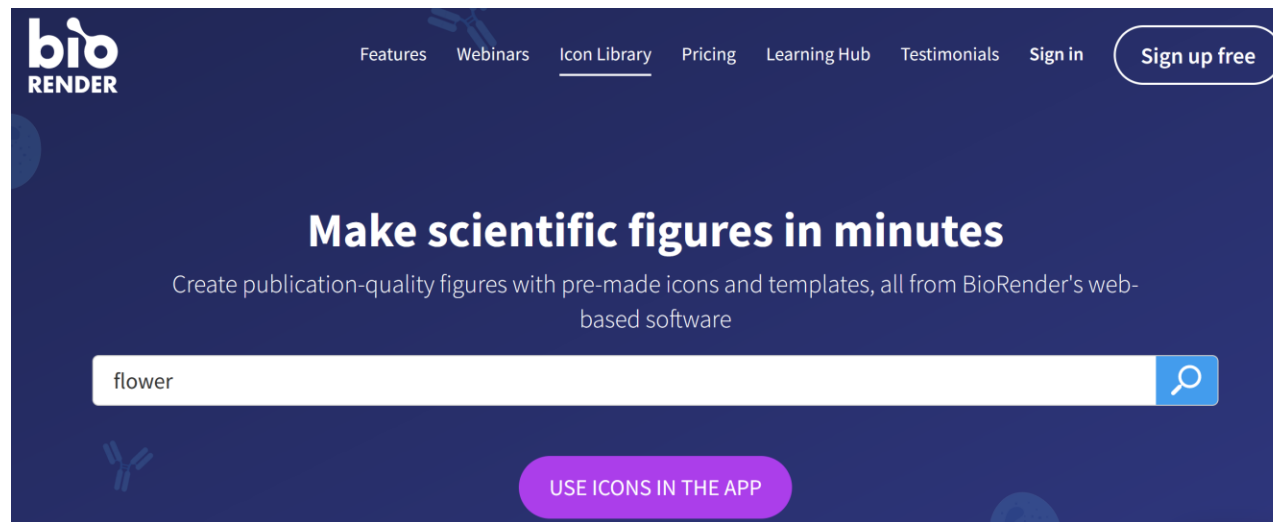 bio
RENDER
Features Webinars Icon Library Pricing Learning Hub Testimonials Sign in Sign up free
Make scientific figures in minutes
Create publication-quality figures with pre-made icons and templates, all from BioRender's web-
based software
flower
USE ICONS IN THE APP